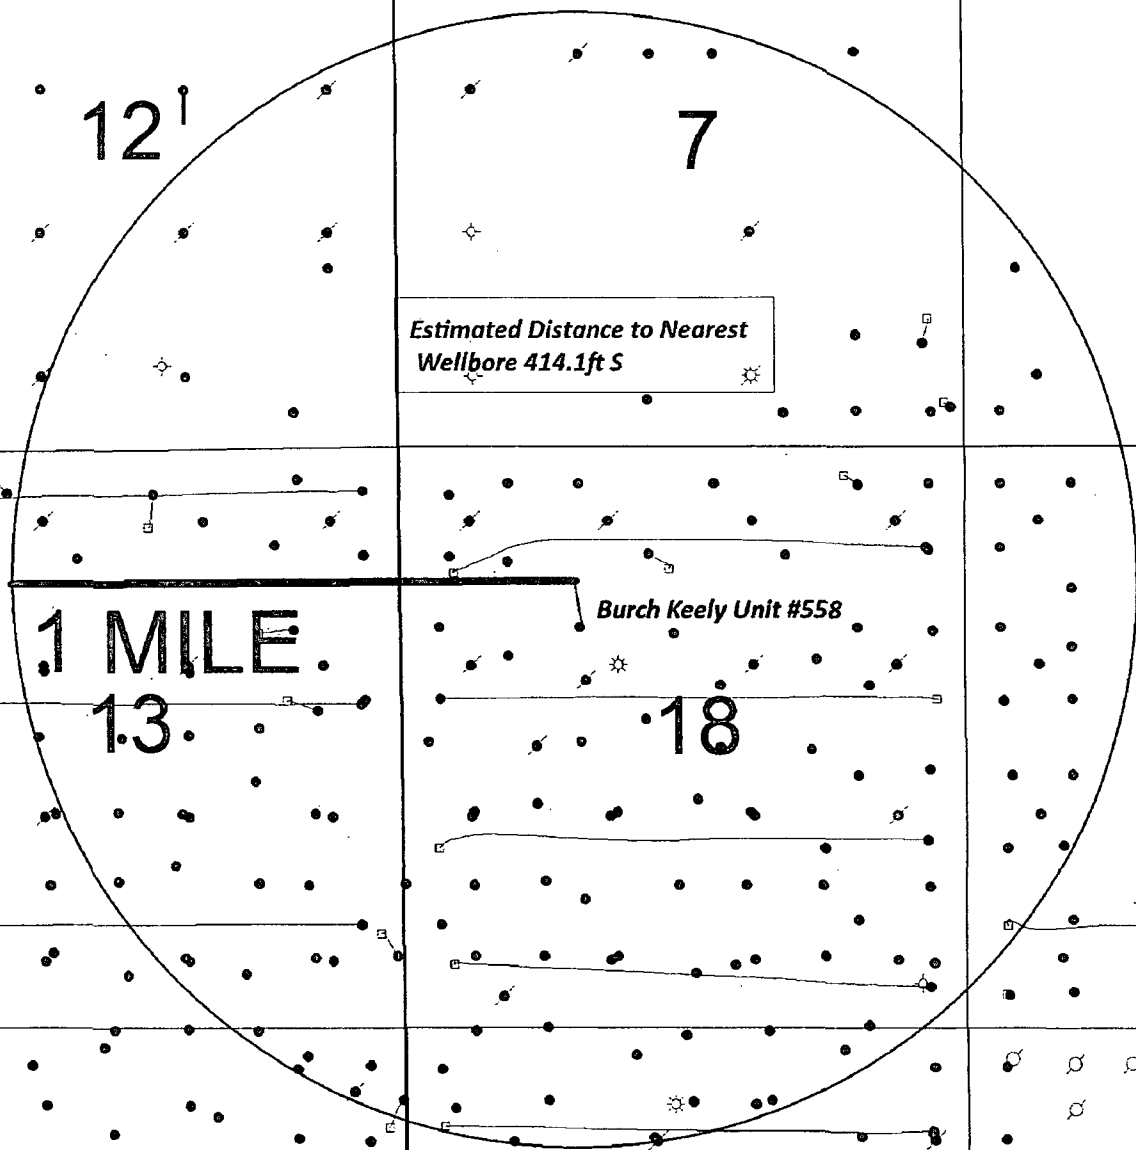 12
7
Estimated Distance to Nearest
Wellbore 414.1ft S
Burch Keely Unit #558
1 MILE
13
18